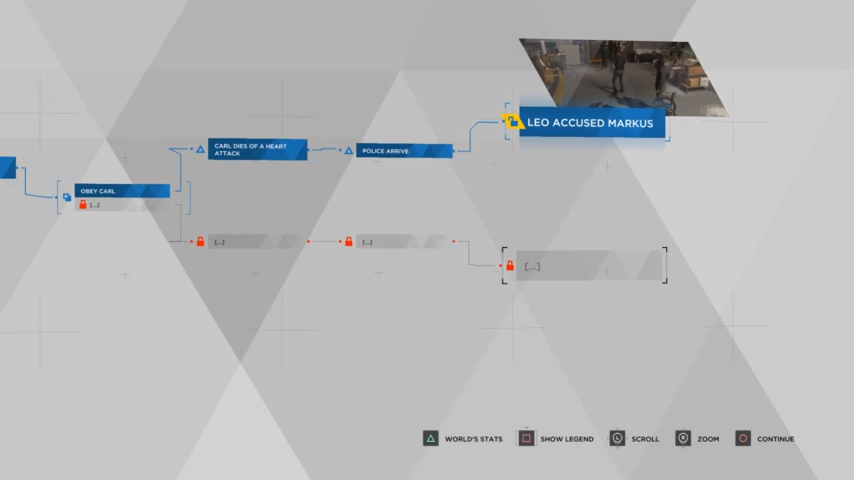 LEO ACCUSED MARKUS
CARL DIES OF A HEART
ATTACK
POLICE ARRIVE
OBEY CARL
[...]
[...]
[...]
[...]
WORLD'S STATS
SHOW LEGEND
L
SCROLL
R
ZOOM
CONTINUE